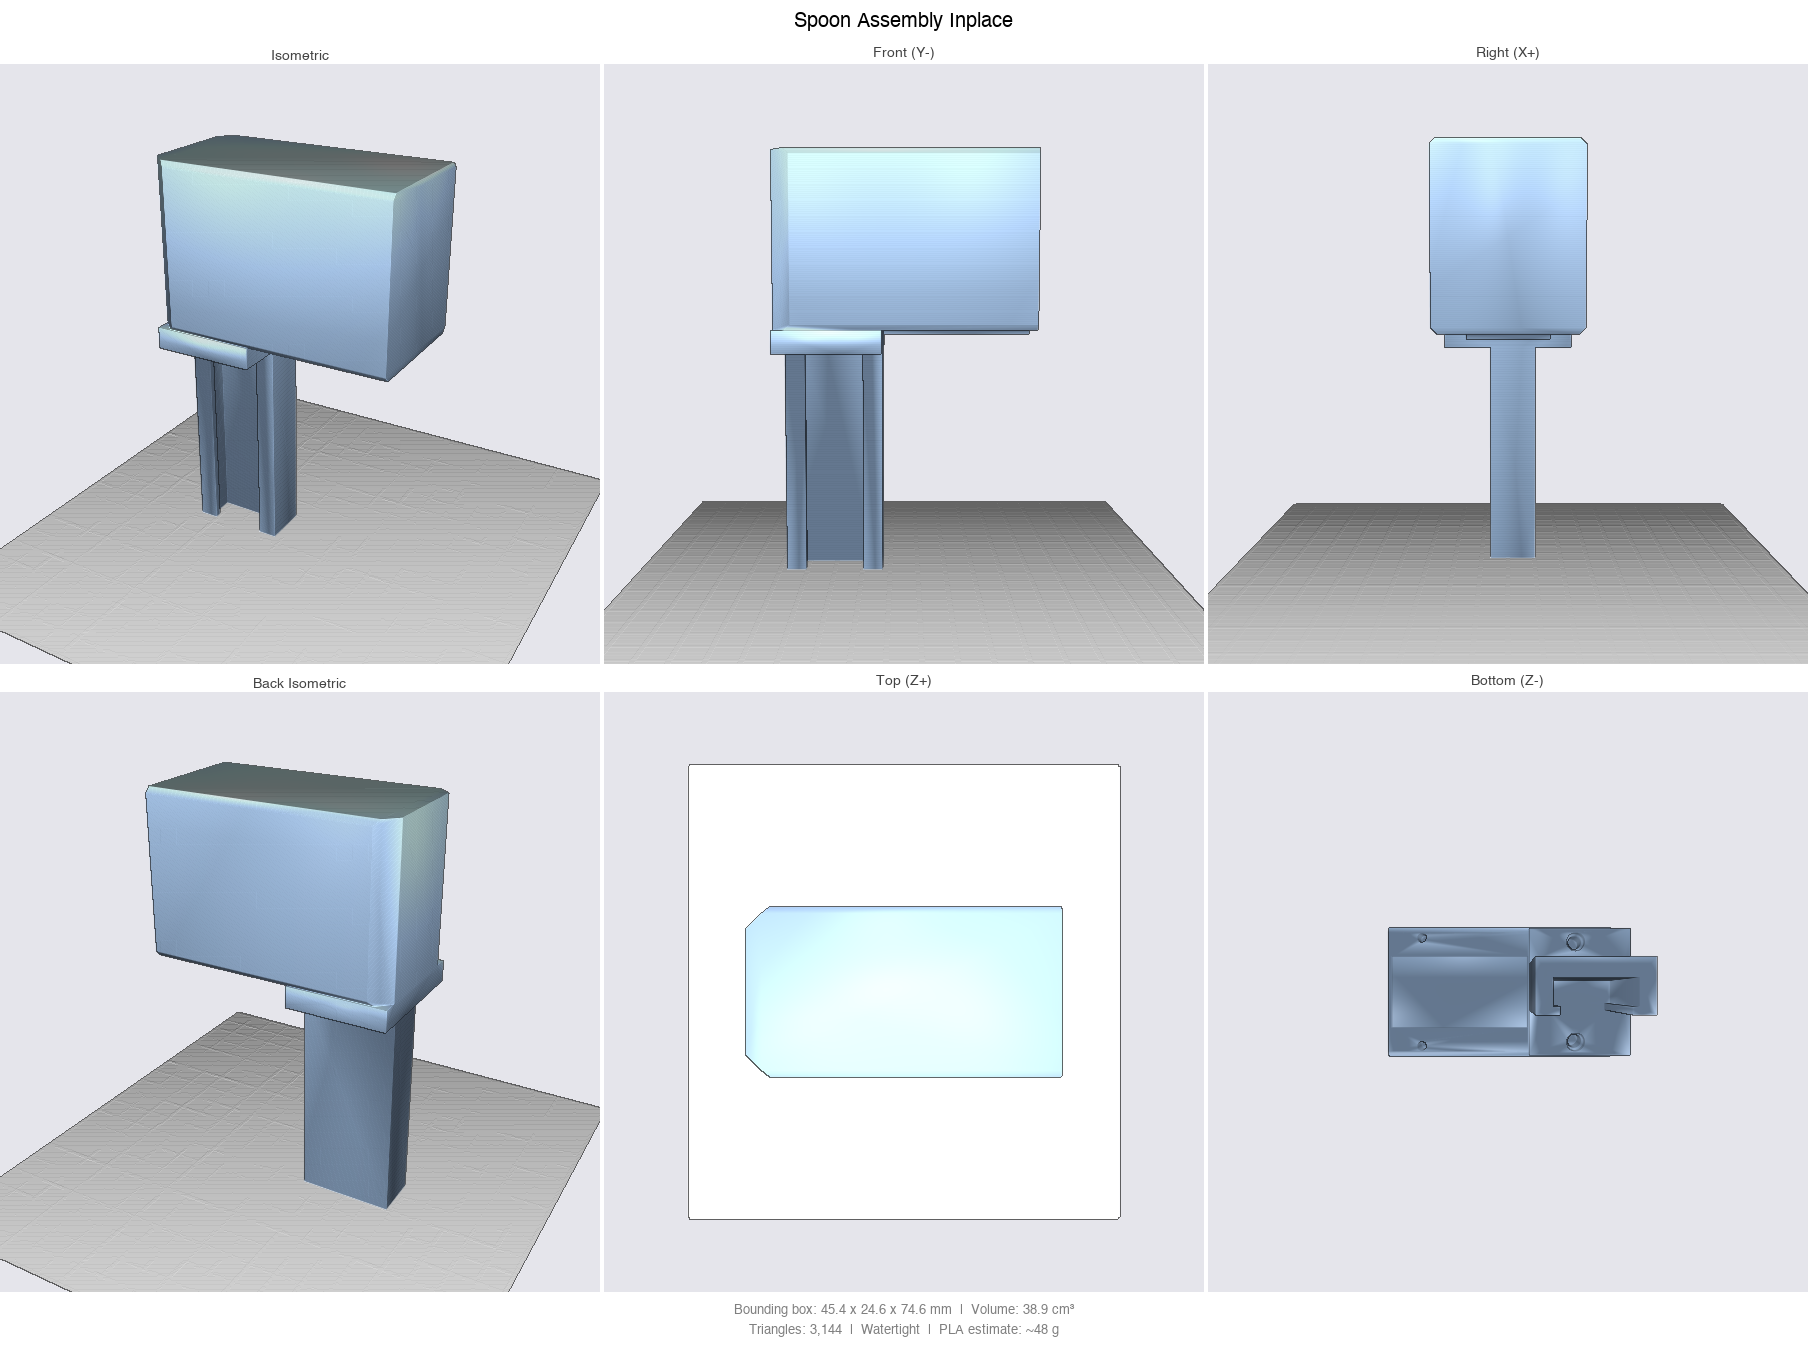 Spoon Assembly Inplace
Isometric
Front (Y-)
Right (X+)
Back Isometric
Top (Z+)
Bottom (Z-)
Bounding box: 45.4 x 24.6 x 74.6 mm | Volume: 38.9 cm³
Triangles: 3,144 | Watertight | PLA estimate: ~48 g